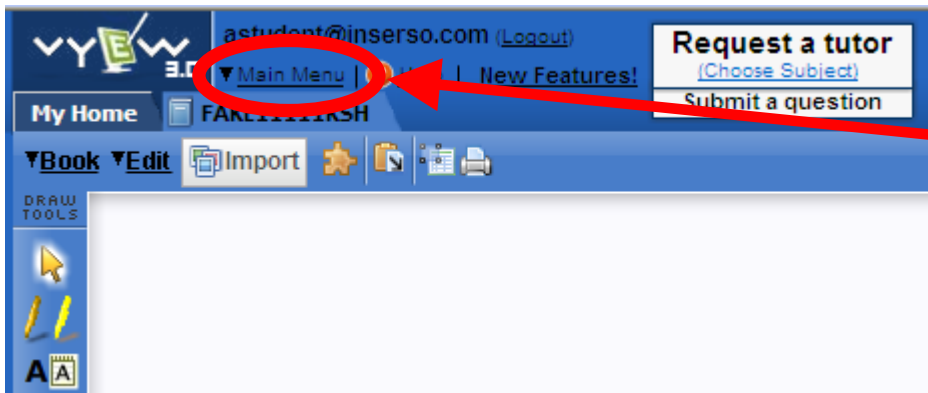 VYEW
3.0
astudent@inserso.com (Logout)
▼Main Menu | | New Features!
Request a tutor
(Choose Subject)
Submit a question
My Home
▼Book ▼Edit Import
DRAW
TOOLS
A A